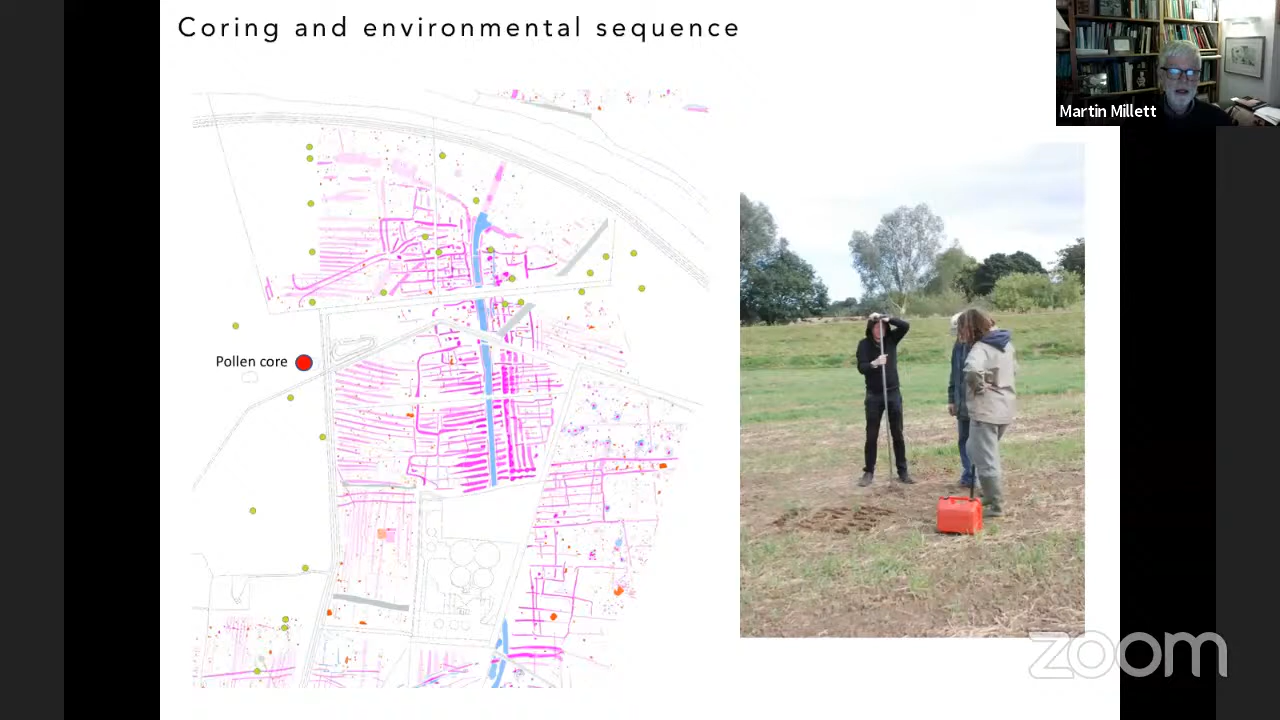 Coring and environmental sequence
Martin Millett
Pollen core
zoom